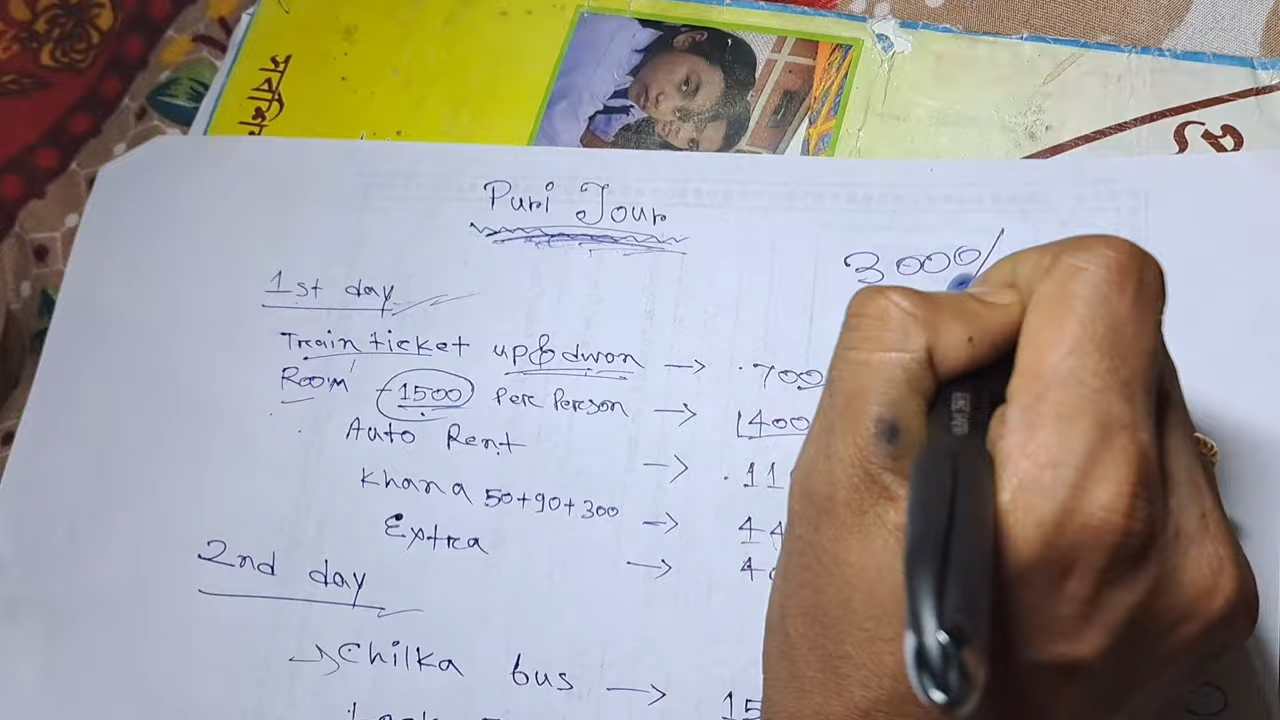 Puri Tour
3000/
1st day
Train ticket up & dwon → 700
Room - 1500 Per Person → 1400
Auto Rent → 11
Khana 50+90+300 → 44
Extra → 4
2nd day
→ Chilka bus → 15